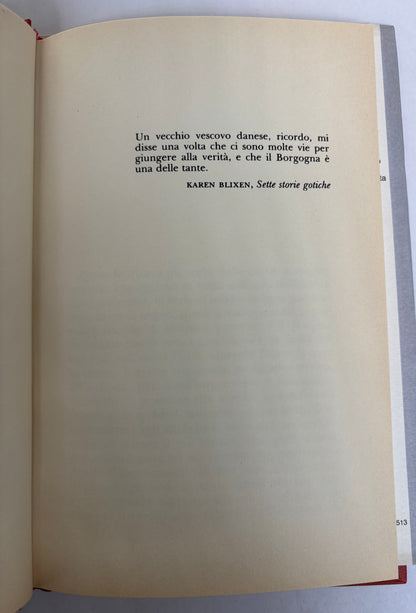 Un vecchio vescovo danese, ricordo, mi
disse una volta che ci sono molte vie per
giungere alla verità, e che il Borgogna è
una delle tante.
KAREN BLIXEN, Sette storie gotiche
ta
513